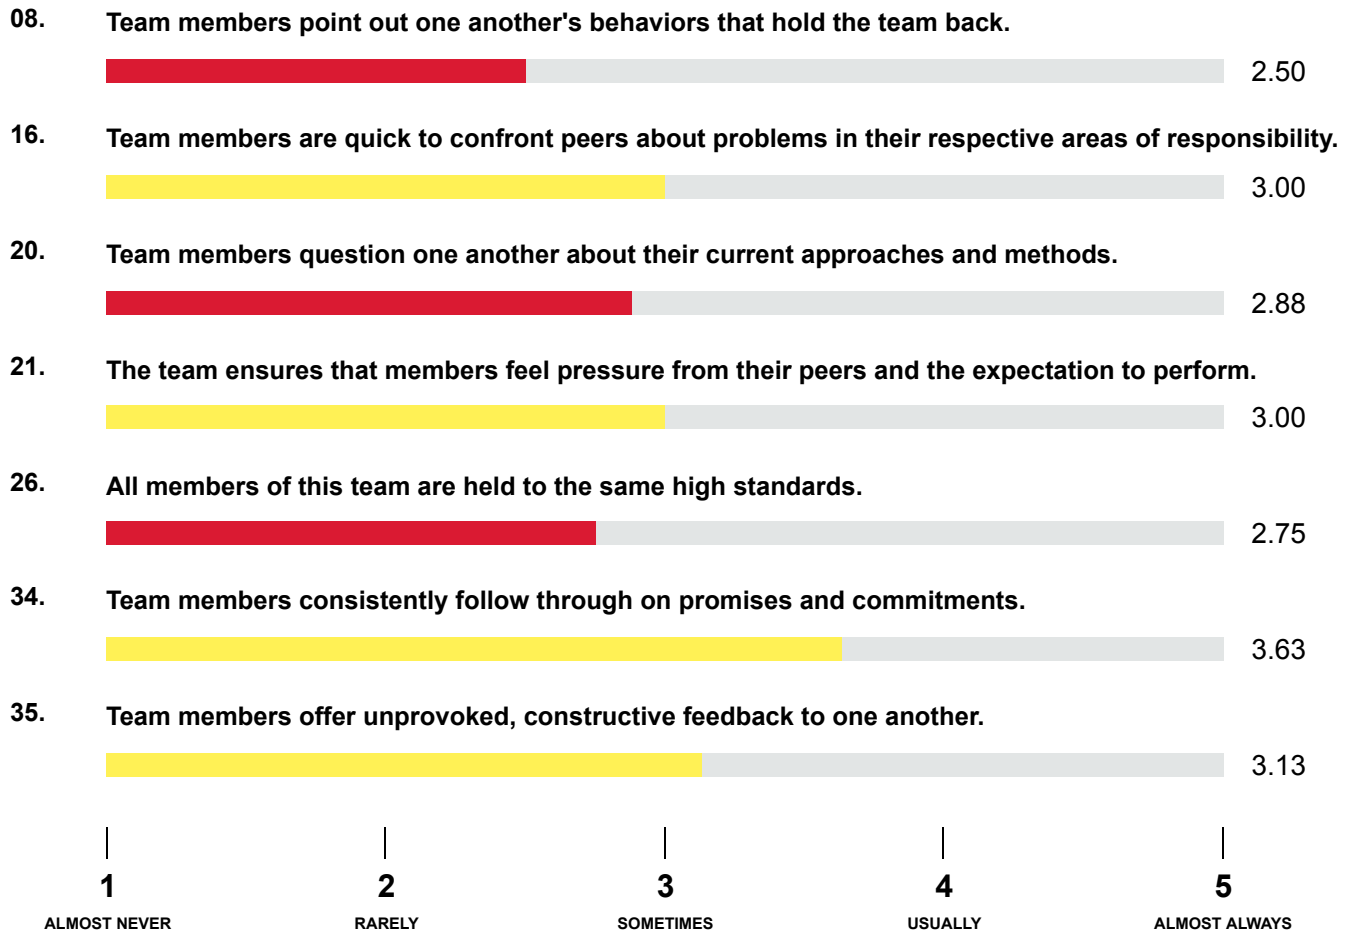 08. Team members point out one another's behaviors that hold the team back.
2.50
16. Team members are quick to confront peers about problems in their respective areas of responsibility.
3.00
20. Team members question one another about their current approaches and methods.
2.88
21. The team ensures that members feel pressure from their peers and the expectation to perform.
3.00
26. All members of this team are held to the same high standards.
2.75
34. Team members consistently follow through on promises and commitments.
3.63
35. Team members offer unprovoked, constructive feedback to one another.
3.13
1 2 3 4 5
ALMOST NEVER RARELY SOMETIMES USUALLY ALMOST ALWAYS